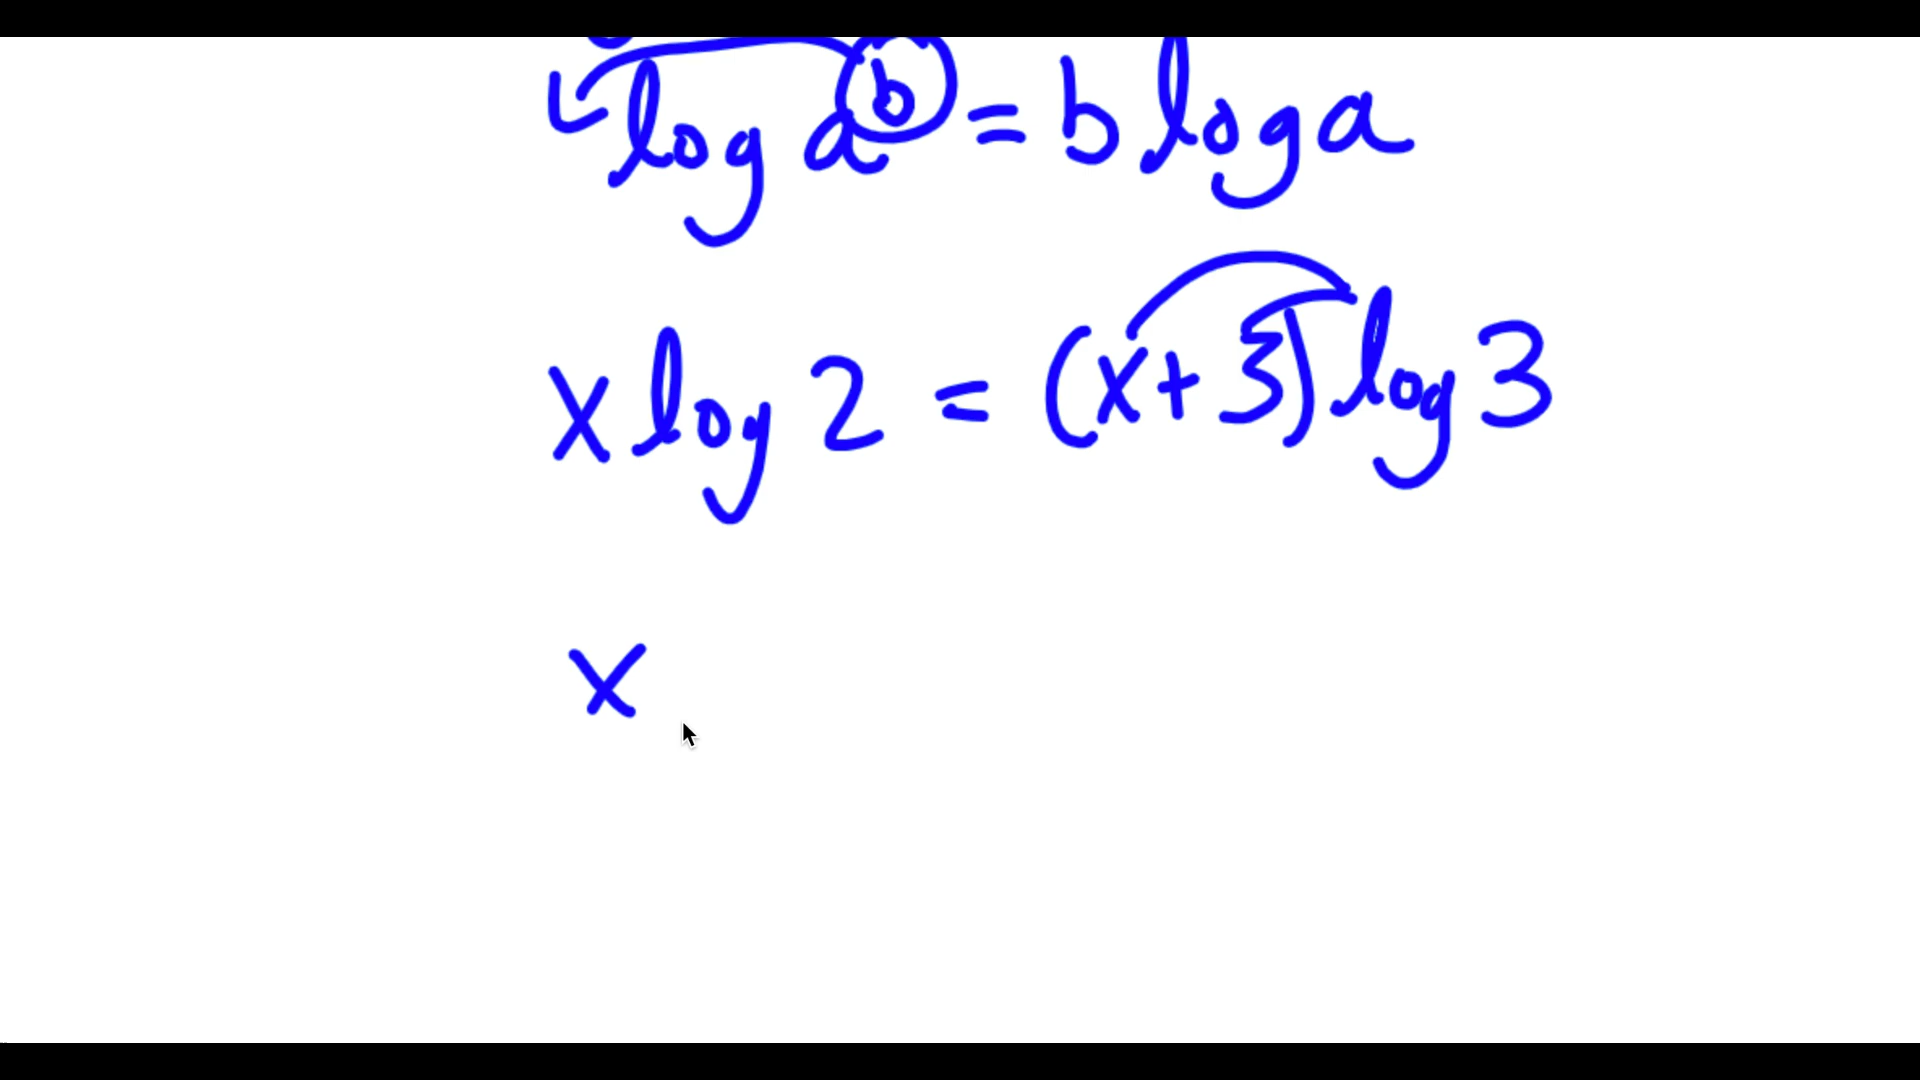 log a^b = b log a
x log 2 = (x+3) log 3
x